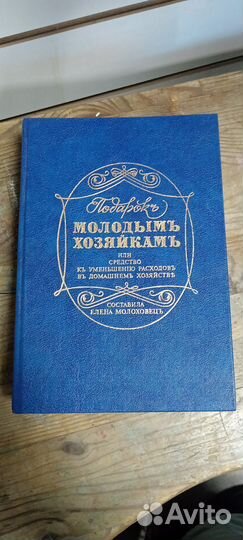 Подарокъ
МОЛОДЫМЪ
ХОЗЯЙКАМЪ
ИЛИ
СРЕДСТВО
КЪ УМЕНЬШЕНІЮ РАСХОДОВЪ
ВЪ ДОМАШНЕМЪ ХОЗЯЙСТВѢ
СОСТАВИЛА
ЕЛЕНА МОЛОХОВЕЦЪ
Avito